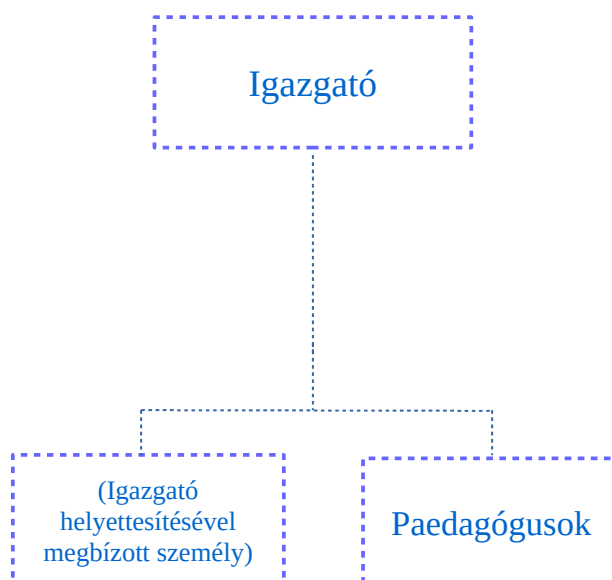 Igazgató
(Igazgató
helyettesítésével
megbízott személy)
Paedagógusok